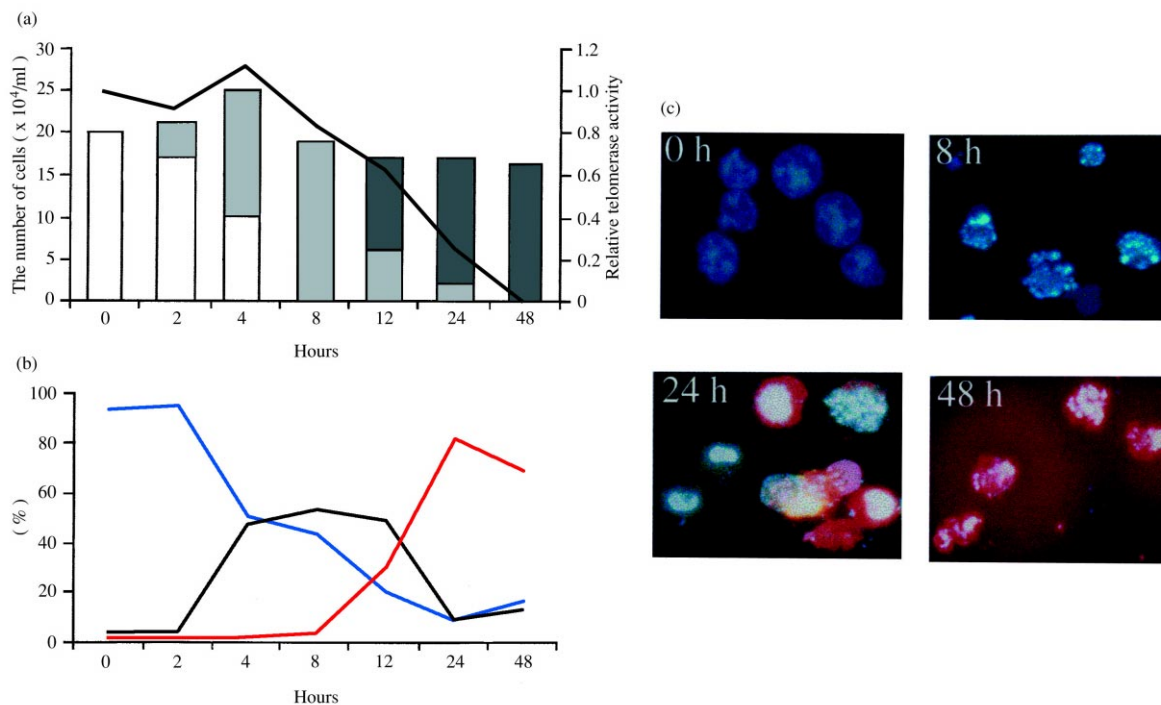 (a)
The number of cells ( x 10⁴/ml )
30
25
20
15
10
5
0
1.2
1.0
0.8
0.6
0.4
0.2
0
Relative telomerase activity
0 2 4 8 12 24 48
Hours
(b)
( % )
100
80
60
40
20
0
0 2 4 8 12 24 48
Hours
(c)
0 h
8 h
24 h
48 h